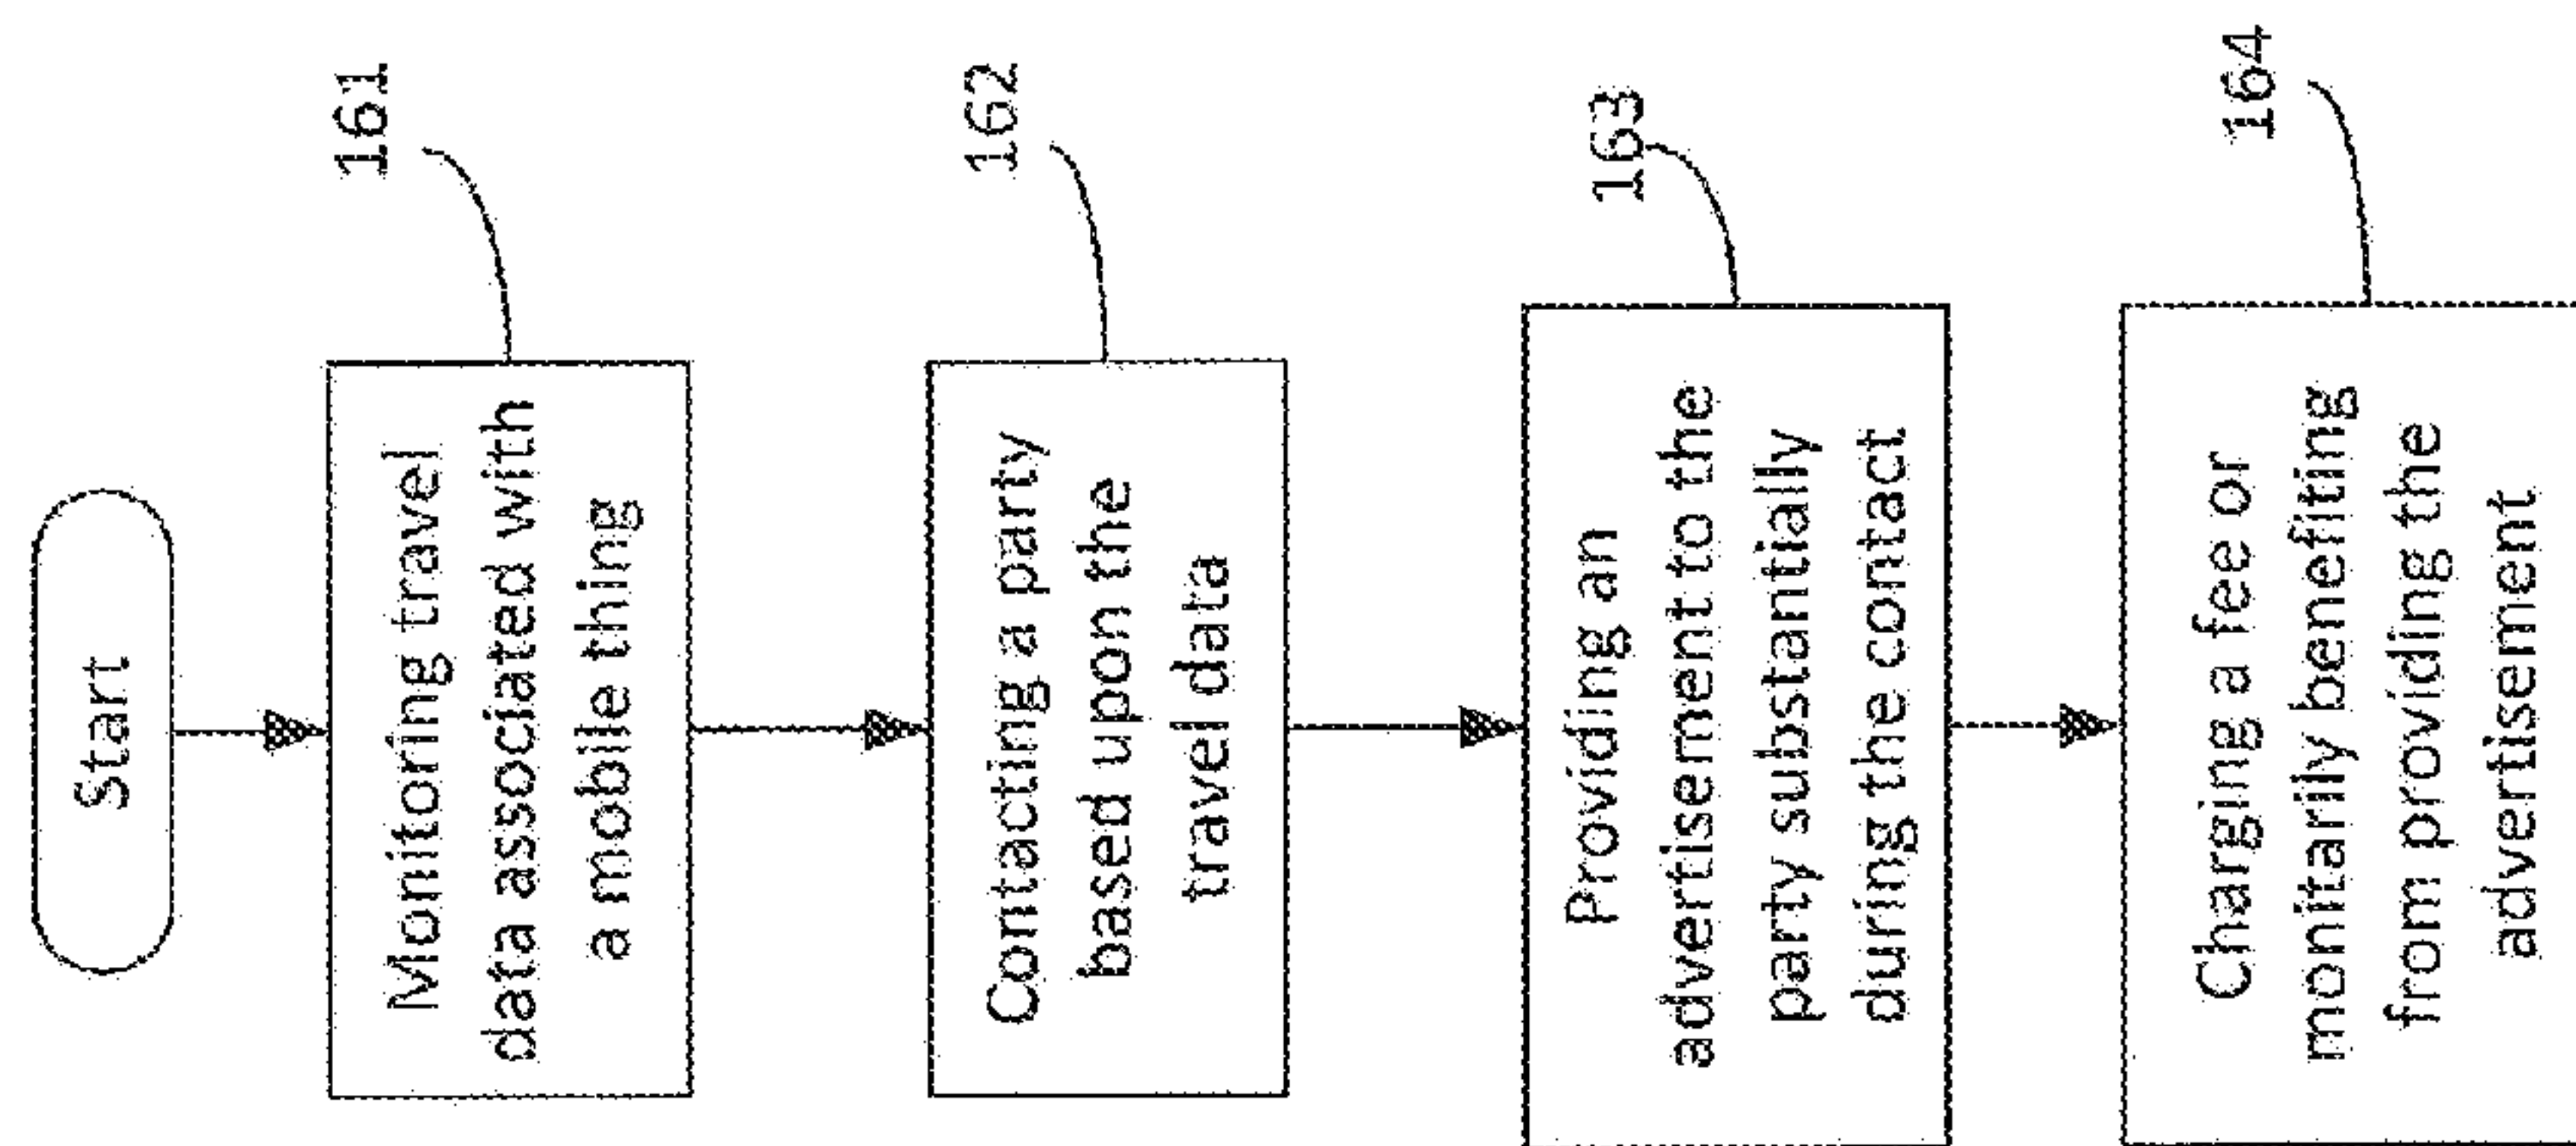 Start
161
Monitoring travel
data associated with
a mobile thing
162
Contacting a party
based upon the
travel data
163
Providing an
advertisement to the
party substantially
during the contact
164
Charging a fee or
monitarily benefiting
from providing the
advertisement